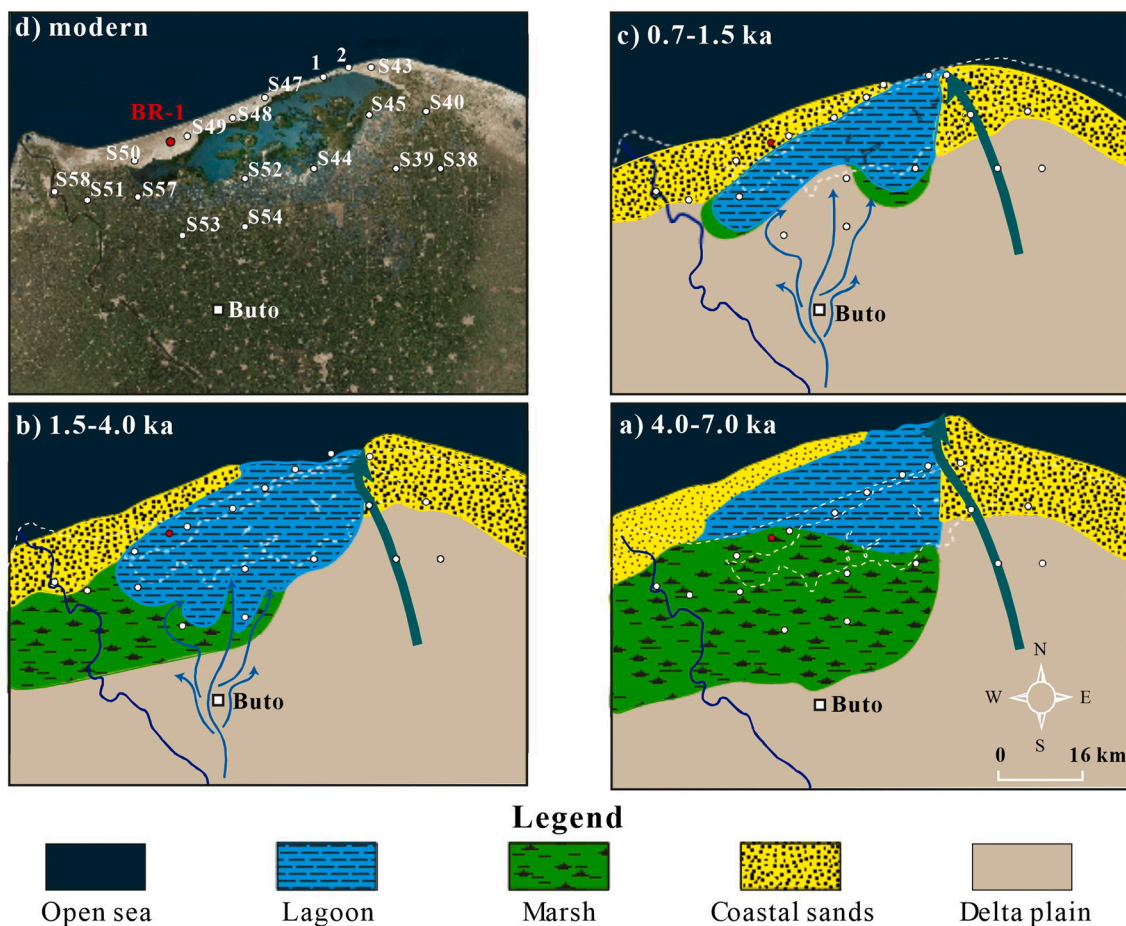 d) modern
1
2
S43
S47
S45
S40
BR-1
S48
S49
S50
S44
S39
S38
S52
S58
S51
S57
S53
S54
Buto
c) 0.7-1.5 ka
Buto
b) 1.5-4.0 ka
Buto
a) 4.0-7.0 ka
Buto
N
W
E
S
0
16 km
Legend
Open sea
Lagoon
Marsh
Coastal sands
Delta plain